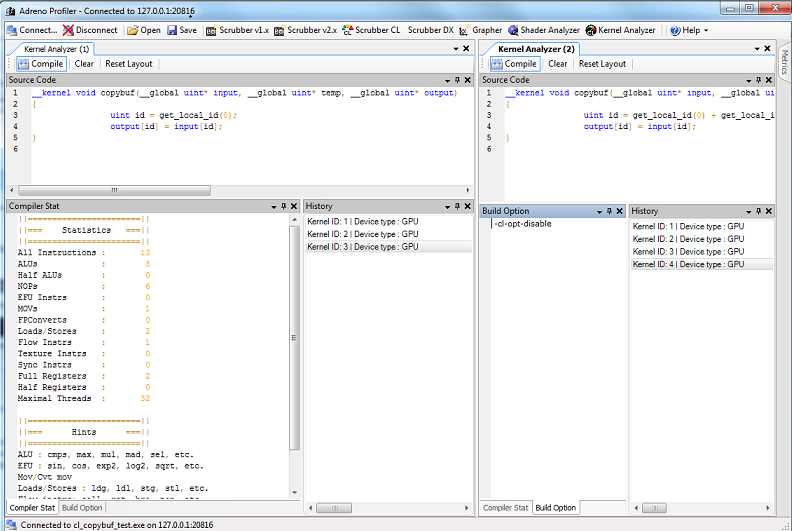 Adreno Profiler - Connected to 127.0.0.1:20816
Connect... Disconnect Open Save Scrubber v1.x Scrubber v2.x Scrubber CL Scrubber DX Grapher Shader Analyzer Kernel Analyzer Help
Metrics
Kernel Analyzer (1)
Compile Clear Reset Layout
Source Code
1 __kernel void copybuf(__global uint* input, __global uint* temp, __global uint* output)
2 {
3 uint id = get_local_id(0);
4 output[id] = input[id];
5 }
6
Compiler Stat
||=======================||
||=== Statistics ===||
||=======================||
All Instructions : 13
ALUs : 3
Half ALUs : 0
NOPs : 6
EFU Instrs : 0
MOVs : 1
FPConverts : 0
Loads/Stores : 2
Flow Instrs : 1
Texture Instrs : 0
Sync Instrs : 0
Full Registers : 2
Half Registers : 0
Maximal Threads : 32
||=======================||
||=== Hints ===||
||=======================||
ALU : cmps, max, mul, mad, sel, etc.
EFU : sin, cos, exp2, log2, sqrt, etc.
Mov/Cvt mov
Loads/Stores : ldg, ldl, stg, stl, etc.
Compiler Stat Build Option
History
Kernel ID: 1 | Device type : GPU
Kernel ID: 2 | Device type : GPU
Kernel ID: 3 | Device type : GPU
Kernel Analyzer (2)
Compile Clear Reset Layout
Source Code
1 __kernel void copybuf(__global uint* input, __global ui
2 {
3 uint id = get_local_id(0) + get_local_i
4 output[id] = input[id];
5 }
6
Build Option
-cl-opt-disable
Compiler Stat Build Option
History
Kernel ID: 1 | Device type : GPU
Kernel ID: 2 | Device type : GPU
Kernel ID: 3 | Device type : GPU
Kernel ID: 4 | Device type : GPU
Connected to cl_copybuf_test.exe on 127.0.0.1:20816